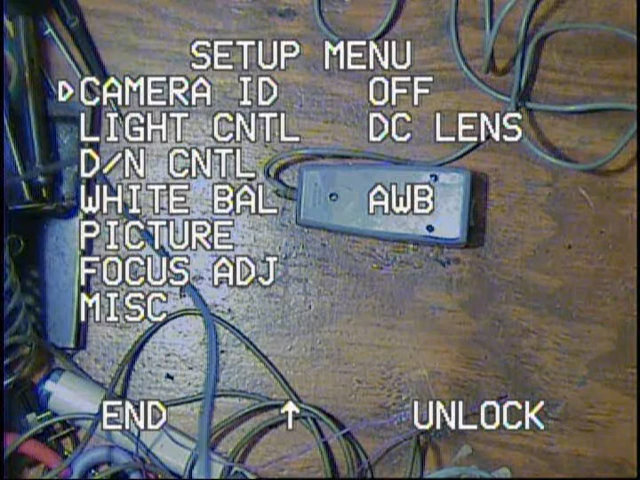 SETUP MENU
▷CAMERA ID OFF
LIGHT CNTL DC LENS
D/N CNTL
WHITE BAL AWB
PICTURE
FOCUS ADJ
MISC
END ↑ UNLOCK